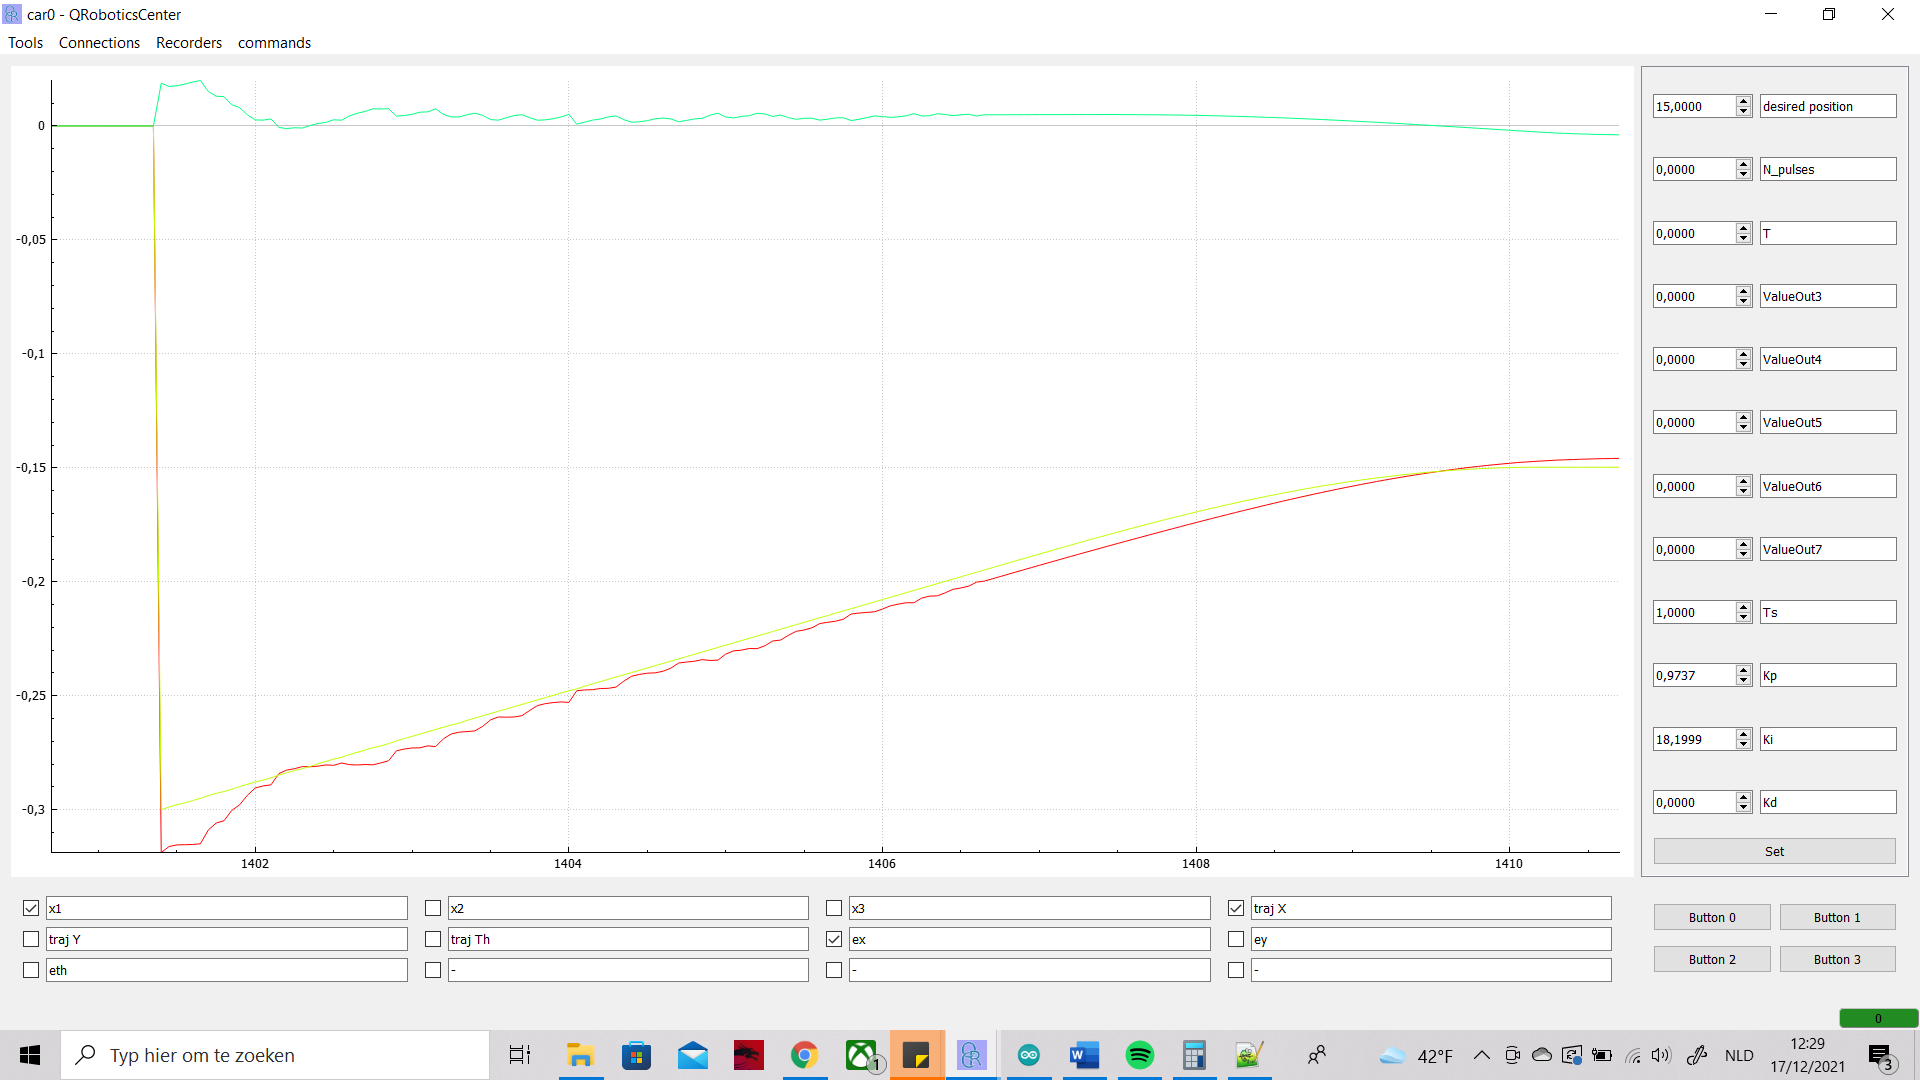 car0 - QRoboticsCenter
Tools Connections Recorders commands
0
-0,05
-0,1
-0,15
-0,2
-0,25
-0,3
1402 1404 1406 1408 1410
15,0000 desired position
0,0000 N_pulses
0,0000 T
0,0000 ValueOut3
0,0000 ValueOut4
0,0000 ValueOut5
0,0000 ValueOut6
0,0000 ValueOut7
1,0000 Ts
0,9737 Kp
18,1999 Ki
0,0000 Kd
Set
x1 x2 x3 traj X
traj Y traj Th ex ey
eth - - -
Button 0 Button 1
Button 2 Button 3
0
Typ hier om te zoeken
1
42°F
NLD
12:29
17/12/2021
3